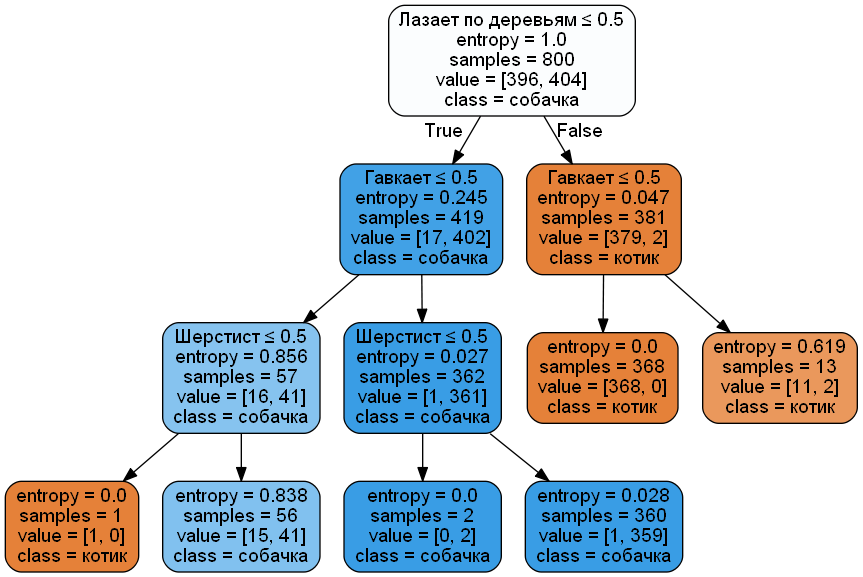 Лазает по деревьям ≤ 0.5
entropy = 1.0
samples = 800
value = [396, 404]
class = собачка
True
False
Гавкает ≤ 0.5
entropy = 0.245
samples = 419
value = [17, 402]
class = собачка
Гавкает ≤ 0.5
entropy = 0.047
samples = 381
value = [379, 2]
class = котик
Шерстист ≤ 0.5
entropy = 0.856
samples = 57
value = [16, 41]
class = собачка
Шерстист ≤ 0.5
entropy = 0.027
samples = 362
value = [1, 361]
class = собачка
entropy = 0.0
samples = 368
value = [368, 0]
class = котик
entropy = 0.619
samples = 13
value = [11, 2]
class = котик
entropy = 0.0
samples = 1
value = [1, 0]
class = котик
entropy = 0.838
samples = 56
value = [15, 41]
class = собачка
entropy = 0.0
samples = 2
value = [0, 2]
class = собачка
entropy = 0.028
samples = 360
value = [1, 359]
class = собачка